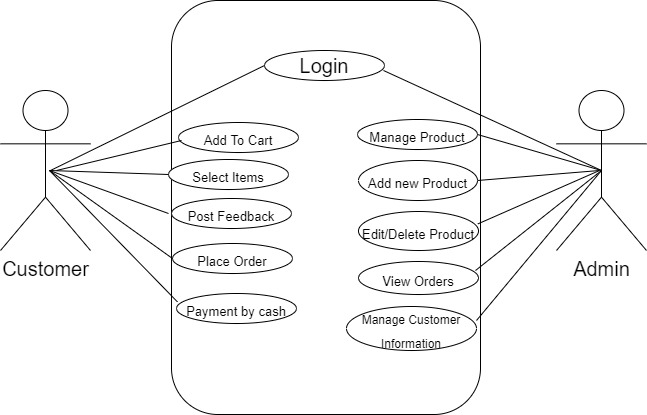 Login
Add To Cart
Manage Product
Select Items
Add new Product
Post Feedback
Edit/Delete Product
Place Order
Customer
Admin
View Orders
Payment by cash
Manage Customer
Information